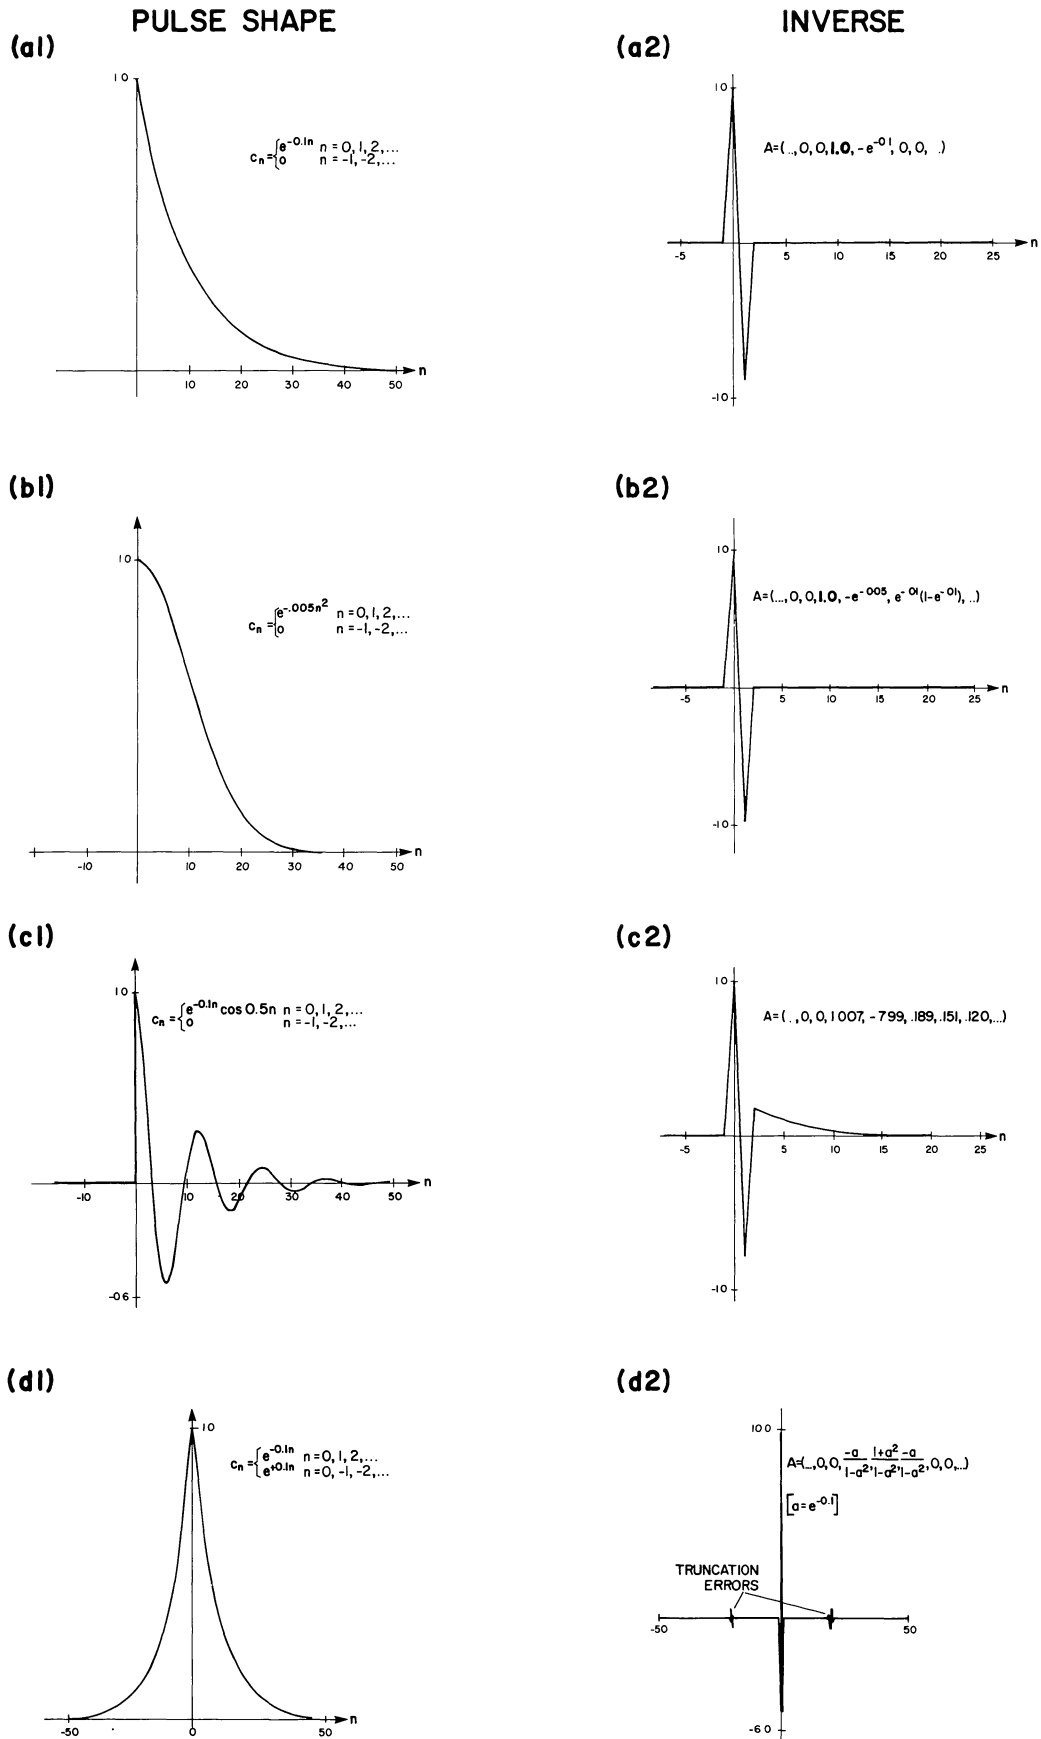 PULSE SHAPE
INVERSE
(a1)
1 0
cₙ = { e⁻⁰·¹ⁿ n = 0, 1, 2, ...
o n = -1, -2, ...
10 20 30 40 50 n
(a2)
1 0
A=( .., 0, 0, 1.0, -e⁻⁰ ¹, 0, 0, .)
-5 5 10 15 20 25 n
-1 0
(b1)
1 0
cₙ = { e⁻·⁰⁰⁵ⁿ² n = 0, 1, 2, ...
o n = -1, -2, ...
-10 10 20 30 40 50 n
(b2)
1 0
A=(..., 0, 0, 1.0, -e⁻ ⁰⁰⁵, e⁻ ⁰¹(1-e⁻ ⁰¹), ..)
-5 5 10 15 20 25 n
-1 0
(c1)
1 0
cₙ = { e⁻⁰·¹ⁿ cos 0.5n n = 0, 1, 2, ...
o n = -1, -2, ...
-10 10 20 30 40 50 n
-0 6
(c2)
1 0
A=( ., 0, 0, 1 007, - 799, .189, .151, .120, ...)
-5 5 10 15 20 25 n
-1 0
(d1)
1 0
cₙ = { e⁻⁰·¹ⁿ n = 0, 1, 2, ...
e⁺⁰·¹ⁿ n = 0, -1, -2, ...
-50 0 50 n
(d2)
10 0
A=(..., 0, 0, -a/1-a², 1+a²/1-a², -a/1-a², 0, 0, ...)
[a = e⁻⁰·¹]
TRUNCATION
ERRORS
-50 50
-6 0